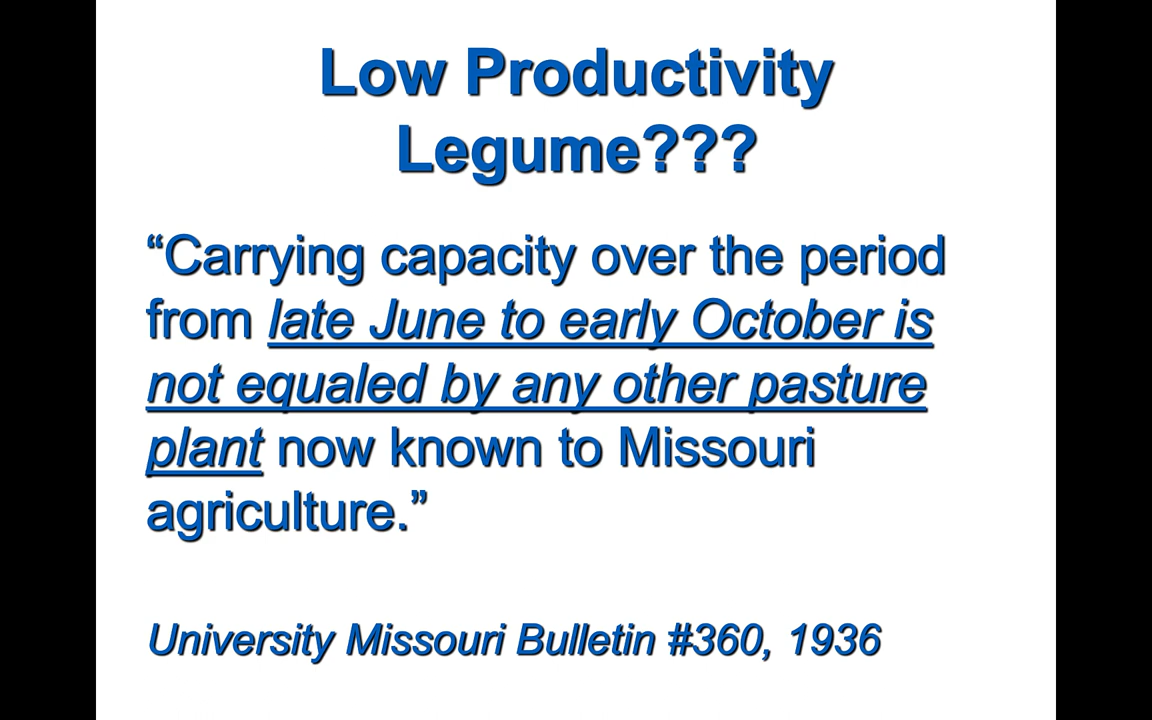 Low Productivity
Legume???
“Carrying capacity over the period
from late June to early October is
not equaled by any other pasture
plant now known to Missouri
agriculture.”
University Missouri Bulletin #360, 1936